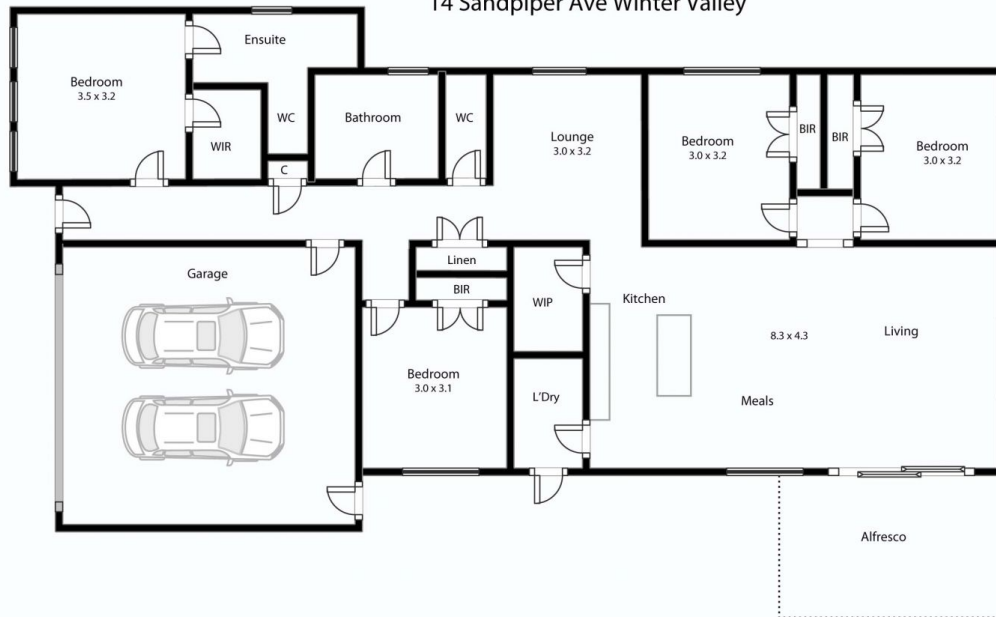 14 Sandpiper Ave Winter Valley
Ensuite
Bedroom
3.5 x 3.2
WIR
WC
C
Bathroom
WC
Lounge
3.0 x 3.2
Bedroom
3.0 x 3.2
BIR
BIR
Bedroom
3.0 x 3.2
Garage
Linen
BIR
WIP
Kitchen
8.3 x 4.3
Living
Bedroom
3.0 x 3.1
L'Dry
Meals
Alfresco